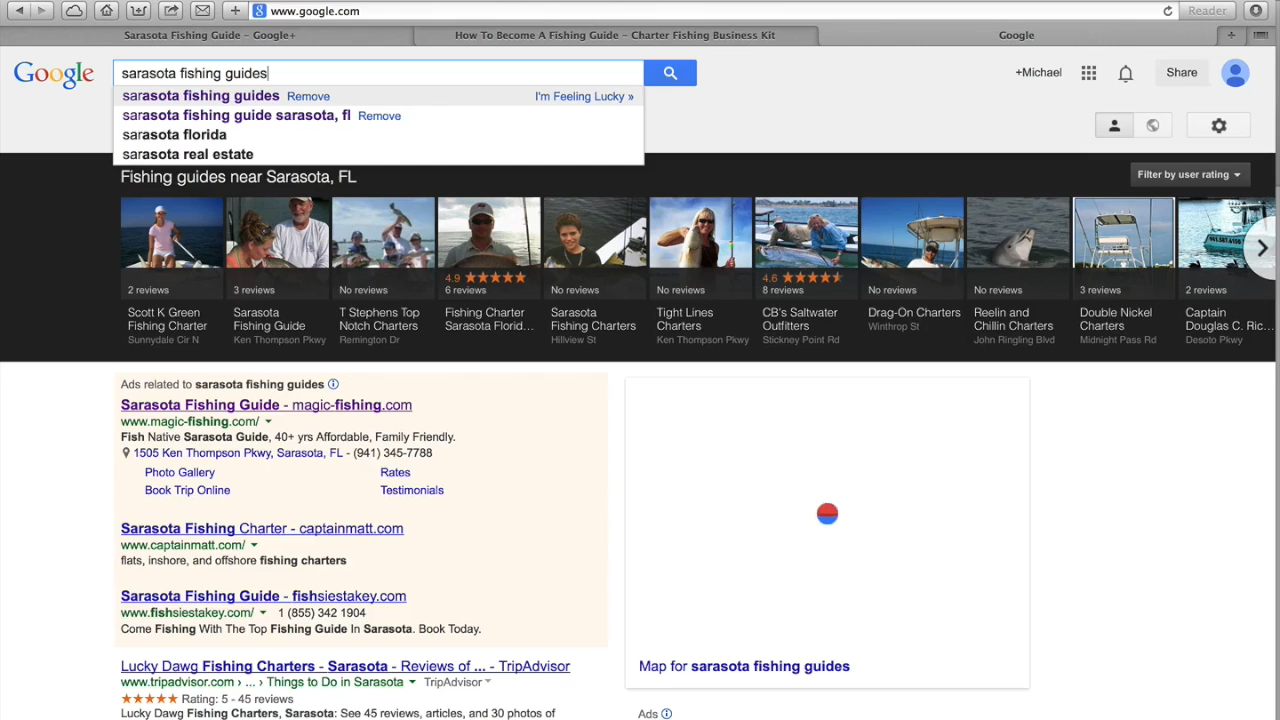 www.google.com
Reader
Sarasota Fishing Guide - Google+
How To Become A Fishing Guide – Charter Fishing Business Kit
Google
Google
sarasota fishing guides
+Michael
Share
sarasota fishing guides Remove I'm Feeling Lucky »
sarasota fishing guide sarasota, fl Remove
sarasota florida
sarasota real estate
Fishing guides near Sarasota, FL
Filter by user rating
2 reviews
Scott K Green
Fishing Charter
Sunnydale Cir N
3 reviews
Sarasota
Fishing Guide
Ken Thompson Pkwy
No reviews
T Stephens Top
Notch Charters
Remington Dr
4.9
6 reviews
Fishing Charter
Sarasota Florid...
No reviews
Sarasota
Fishing Charters
Hillview St
No reviews
Tight Lines
Charters
Ken Thompson Pkwy
4.6
8 reviews
CB's Saltwater
Outfitters
Stickney Point Rd
No reviews
Drag-On Charters
Winthrop St
No reviews
Reelin and
Chillin Charters
John Ringling Blvd
3 reviews
Double Nickel
Charters
Midnight Pass Rd
2 reviews
Captain
Douglas C. Ric...
Desoto Pkwy
Ads related to sarasota fishing guides
Sarasota Fishing Guide - magic-fishing.com
www.magic-fishing.com/
Fish Native Sarasota Guide, 40+ yrs Affordable, Family Friendly.
1505 Ken Thompson Pkwy, Sarasota, FL - (941) 345-7788
Photo Gallery Rates
Book Trip Online Testimonials
Sarasota Fishing Charter - captainmatt.com
www.captainmatt.com/
flats, inshore, and offshore fishing charters
Sarasota Fishing Guide - fishsiestakey.com
www.fishsiestakey.com/ 1 (855) 342 1904
Come Fishing With The Top Fishing Guide In Sarasota. Book Today.
Lucky Dawg Fishing Charters - Sarasota - Reviews of ... - TripAdvisor
www.tripadvisor.com › ... › Things to Do in Sarasota TripAdvisor
Rating: 5 - 45 reviews
Lucky Dawg Fishing Charters, Sarasota: See 45 reviews, articles, and 30 photos of
Map for sarasota fishing guides
Ads